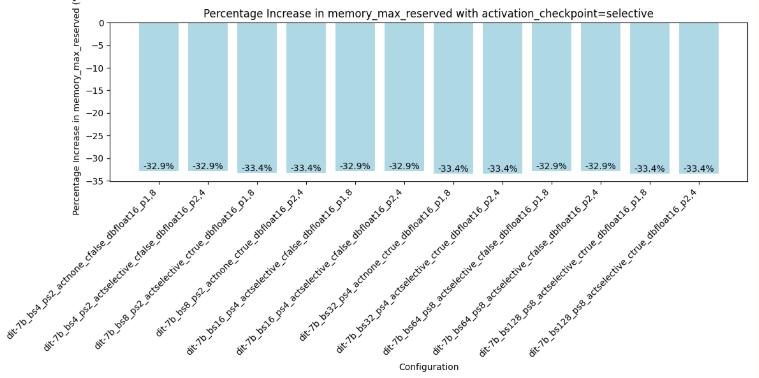 Percentage Increase in memory_max_reserved with activation_checkpoint=selective
Percentage Increase in memory_max_reserved (
0
−5
−10
−15
−20
−25
−30
−35
-32.9%
-32.9%
-33.4%
-33.4%
-32.9%
-32.9%
-33.4%
-33.4%
-32.9%
-32.9%
-33.4%
-33.4%
dit-7b_bs4_ps2_actnone_cfalse_dbfloat16_p1.8
dit-7b_bs4_ps2_actselective_cfalse_dbfloat16_p2.4
dit-7b_bs8_ps2_actselective_ctrue_dbfloat16_p1.8
dit-7b_bs8_ps2_actnone_ctrue_dbfloat16_p2.4
dit-7b_bs16_ps4_actselective_cfalse_dbfloat16_p1.8
dit-7b_bs16_ps4_actselective_cfalse_dbfloat16_p2.4
dit-7b_bs32_ps4_actnone_ctrue_dbfloat16_p1.8
dit-7b_bs32_ps4_actselective_ctrue_dbfloat16_p2.4
dit-7b_bs64_ps8_actselective_cfalse_dbfloat16_p1.8
dit-7b_bs64_ps8_actselective_cfalse_dbfloat16_p2.4
dit-7b_bs128_ps8_actselective_ctrue_dbfloat16_p1.8
dit-7b_bs128_ps8_actselective_ctrue_dbfloat16_p2.4
Configuration